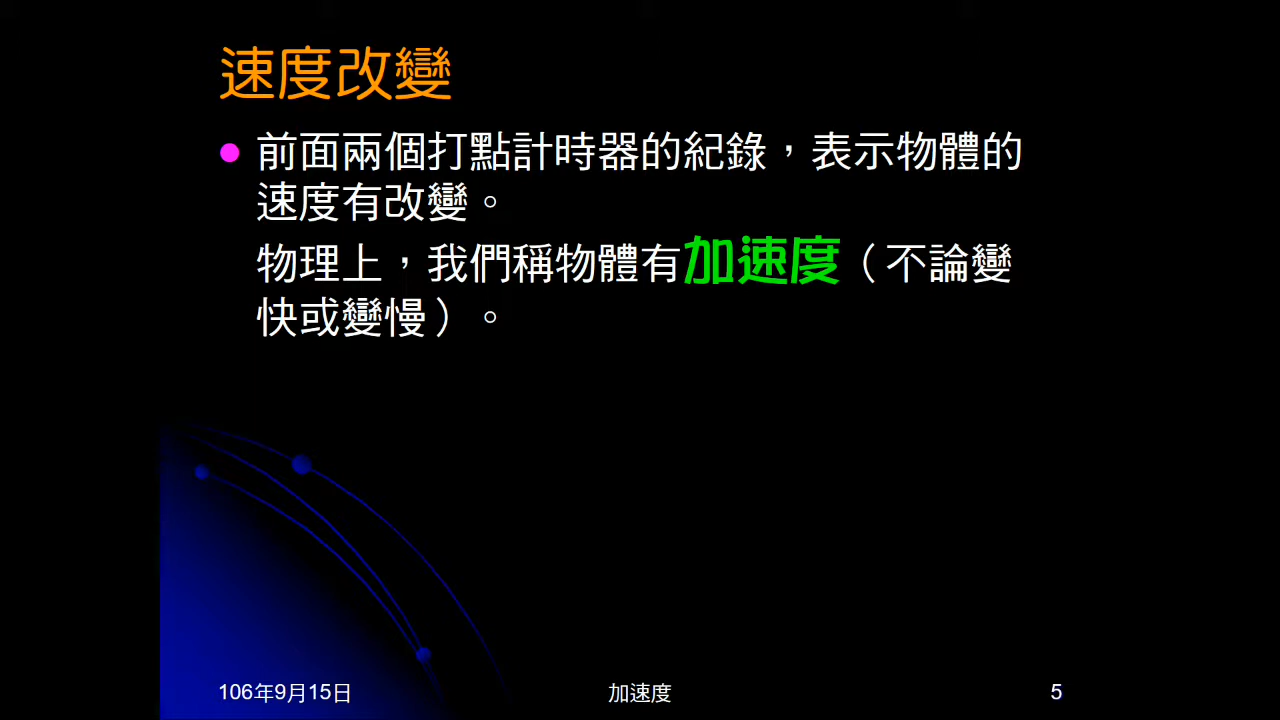 速度改變
前面兩個打點計時器的紀錄，表示物體的
速度有改變。
物理上，我們稱物體有加速度（不論變
快或變慢）。
106年9月15日
加速度
5